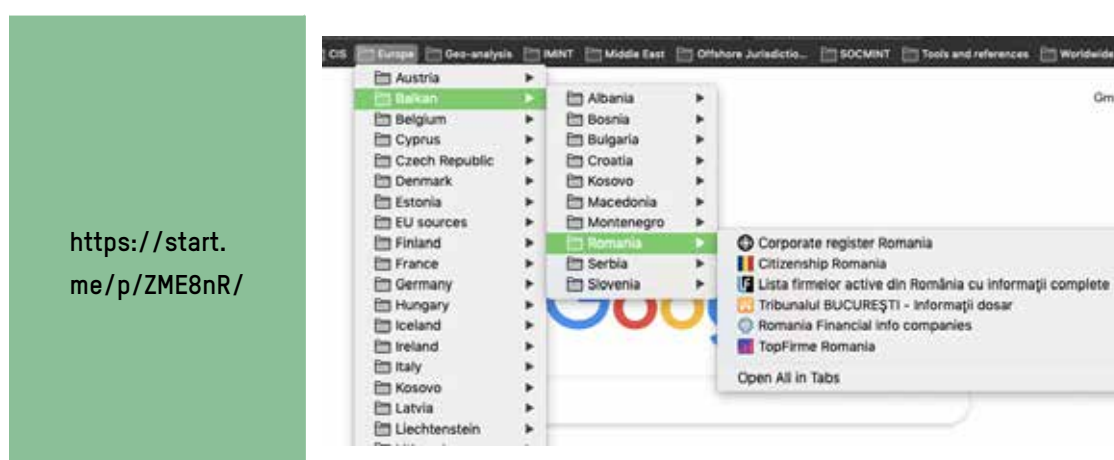 https://start.
me/p/ZME8nR/
CIS Europe Geo-analysis IMINT Middle East Offshore Jurisdictio... SOCMINT Tools and references Worldwide
Austria
Balkan
Belgium
Cyprus
Czech Republic
Denmark
Estonia
EU sources
Finland
France
Germany
Hungary
Iceland
Ireland
Italy
Kosovo
Latvia
Liechtenstein
Albania
Bosnia
Bulgaria
Croatia
Kosovo
Macedonia
Montenegro
Romania
Serbia
Slovenia
Gm
Corporate register Romania
Citizenship Romania
Lista firmelor active din România cu informaţii complete
Tribunalul BUCUREŞTI - Informaţii dosar
Romania Financial info companies
TopFirme Romania
Open All in Tabs